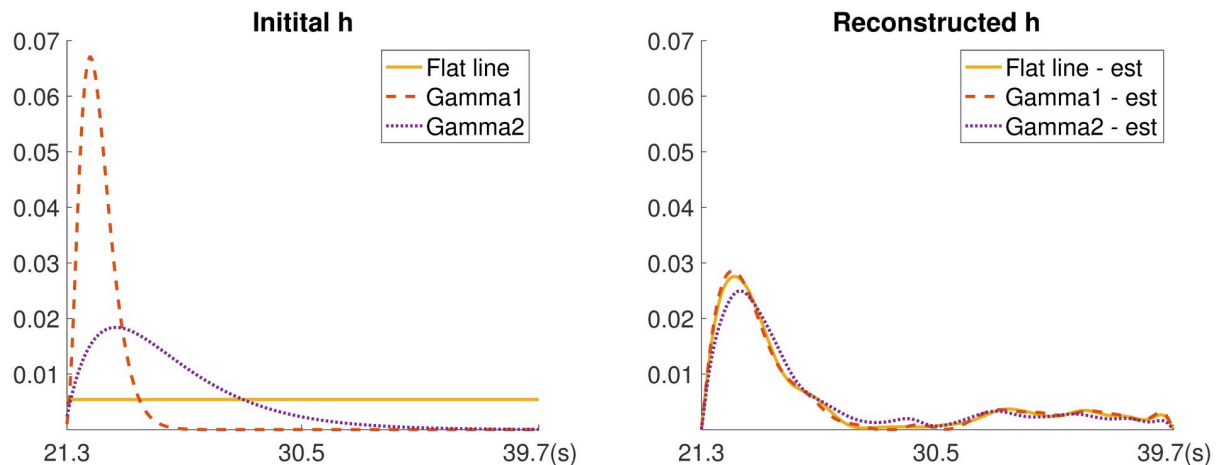 Initital h
0.07
0.06
0.05
0.04
0.03
0.02
0.01
Flat line
Gamma1
Gamma2
21.3
30.5
39.7(s)
Reconstructed h
0.07
0.06
0.05
0.04
0.03
0.02
0.01
Flat line - est
Gamma1 - est
Gamma2 - est
21.3
30.5
39.7(s)